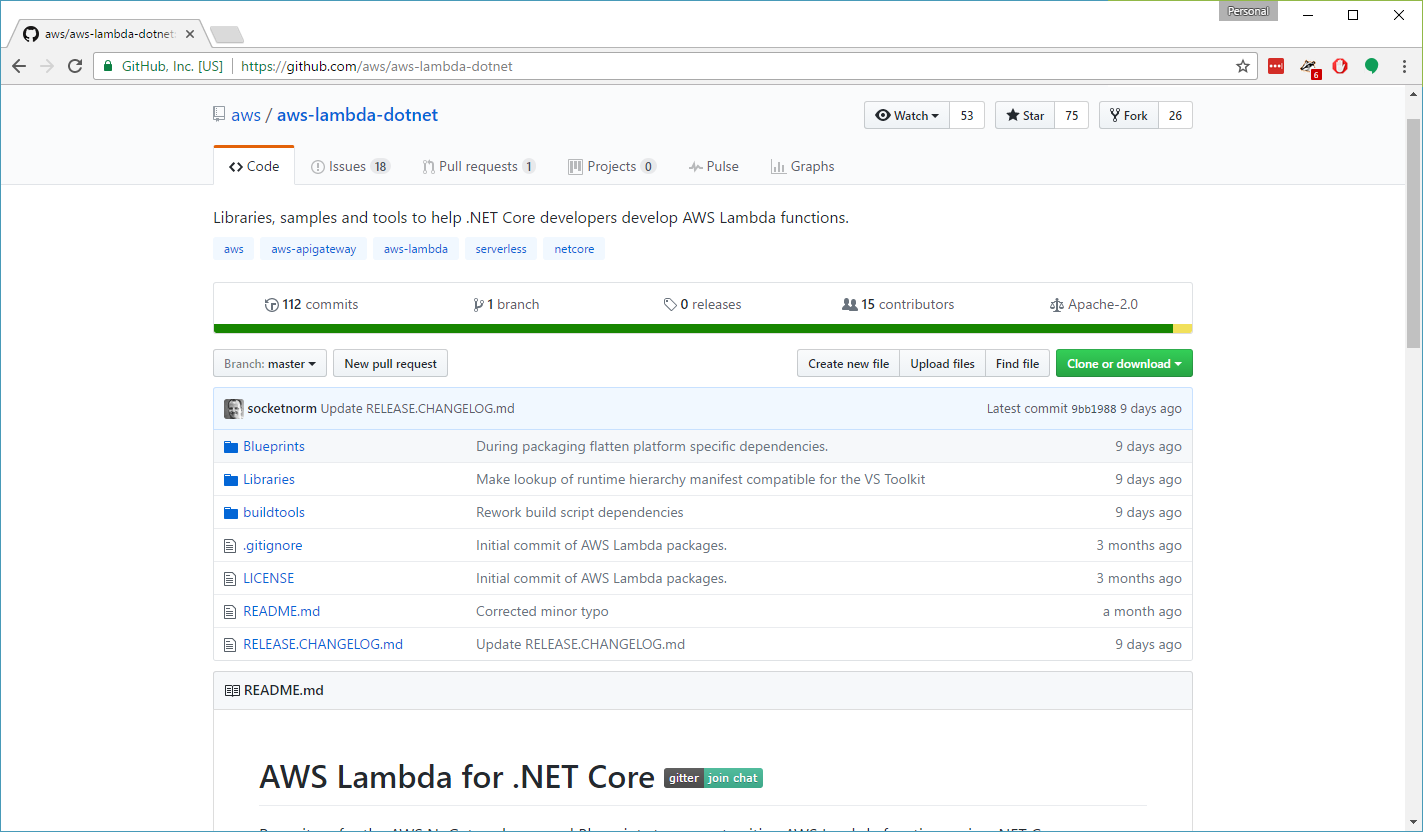 Personal
aws/aws-lambda-dotnet:
GitHub, Inc. [US] https://github.com/aws/aws-lambda-dotnet
6
aws / aws-lambda-dotnet
Watch 53 Star 75 Fork 26
Code Issues 18 Pull requests 1 Projects 0 Pulse Graphs
Libraries, samples and tools to help .NET Core developers develop AWS Lambda functions.
aws aws-apigateway aws-lambda serverless netcore
112 commits 1 branch 0 releases 15 contributors Apache-2.0
Branch: master New pull request Create new file Upload files Find file Clone or download
socketnorm Update RELEASE.CHANGELOG.md Latest commit 9bb1988 9 days ago
Blueprints During packaging flatten platform specific dependencies. 9 days ago
Libraries Make lookup of runtime hierarchy manifest compatible for the VS Toolkit 9 days ago
buildtools Rework build script dependencies 9 days ago
.gitignore Initial commit of AWS Lambda packages. 3 months ago
LICENSE Initial commit of AWS Lambda packages. 3 months ago
README.md Corrected minor typo a month ago
RELEASE.CHANGELOG.md Update RELEASE.CHANGELOG.md 9 days ago
README.md
AWS Lambda for .NET Core gitter join chat